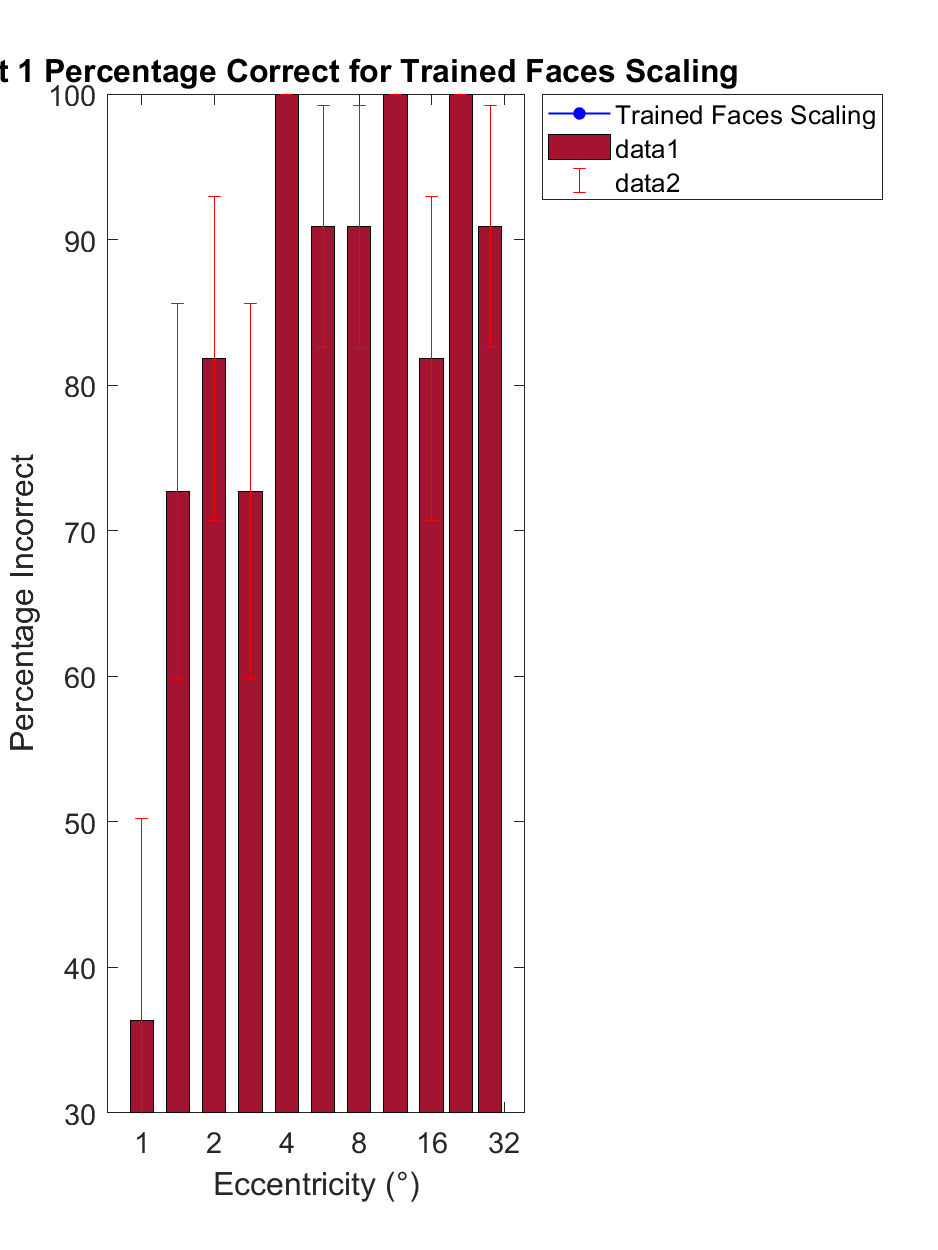 t 1 Percentage Correct for Trained Faces Scaling
100
90
80
70
60
50
40
30
Percentage Incorrect
1 2 4 8 16 32
Eccentricity (°)
Trained Faces Scaling
data1
data2